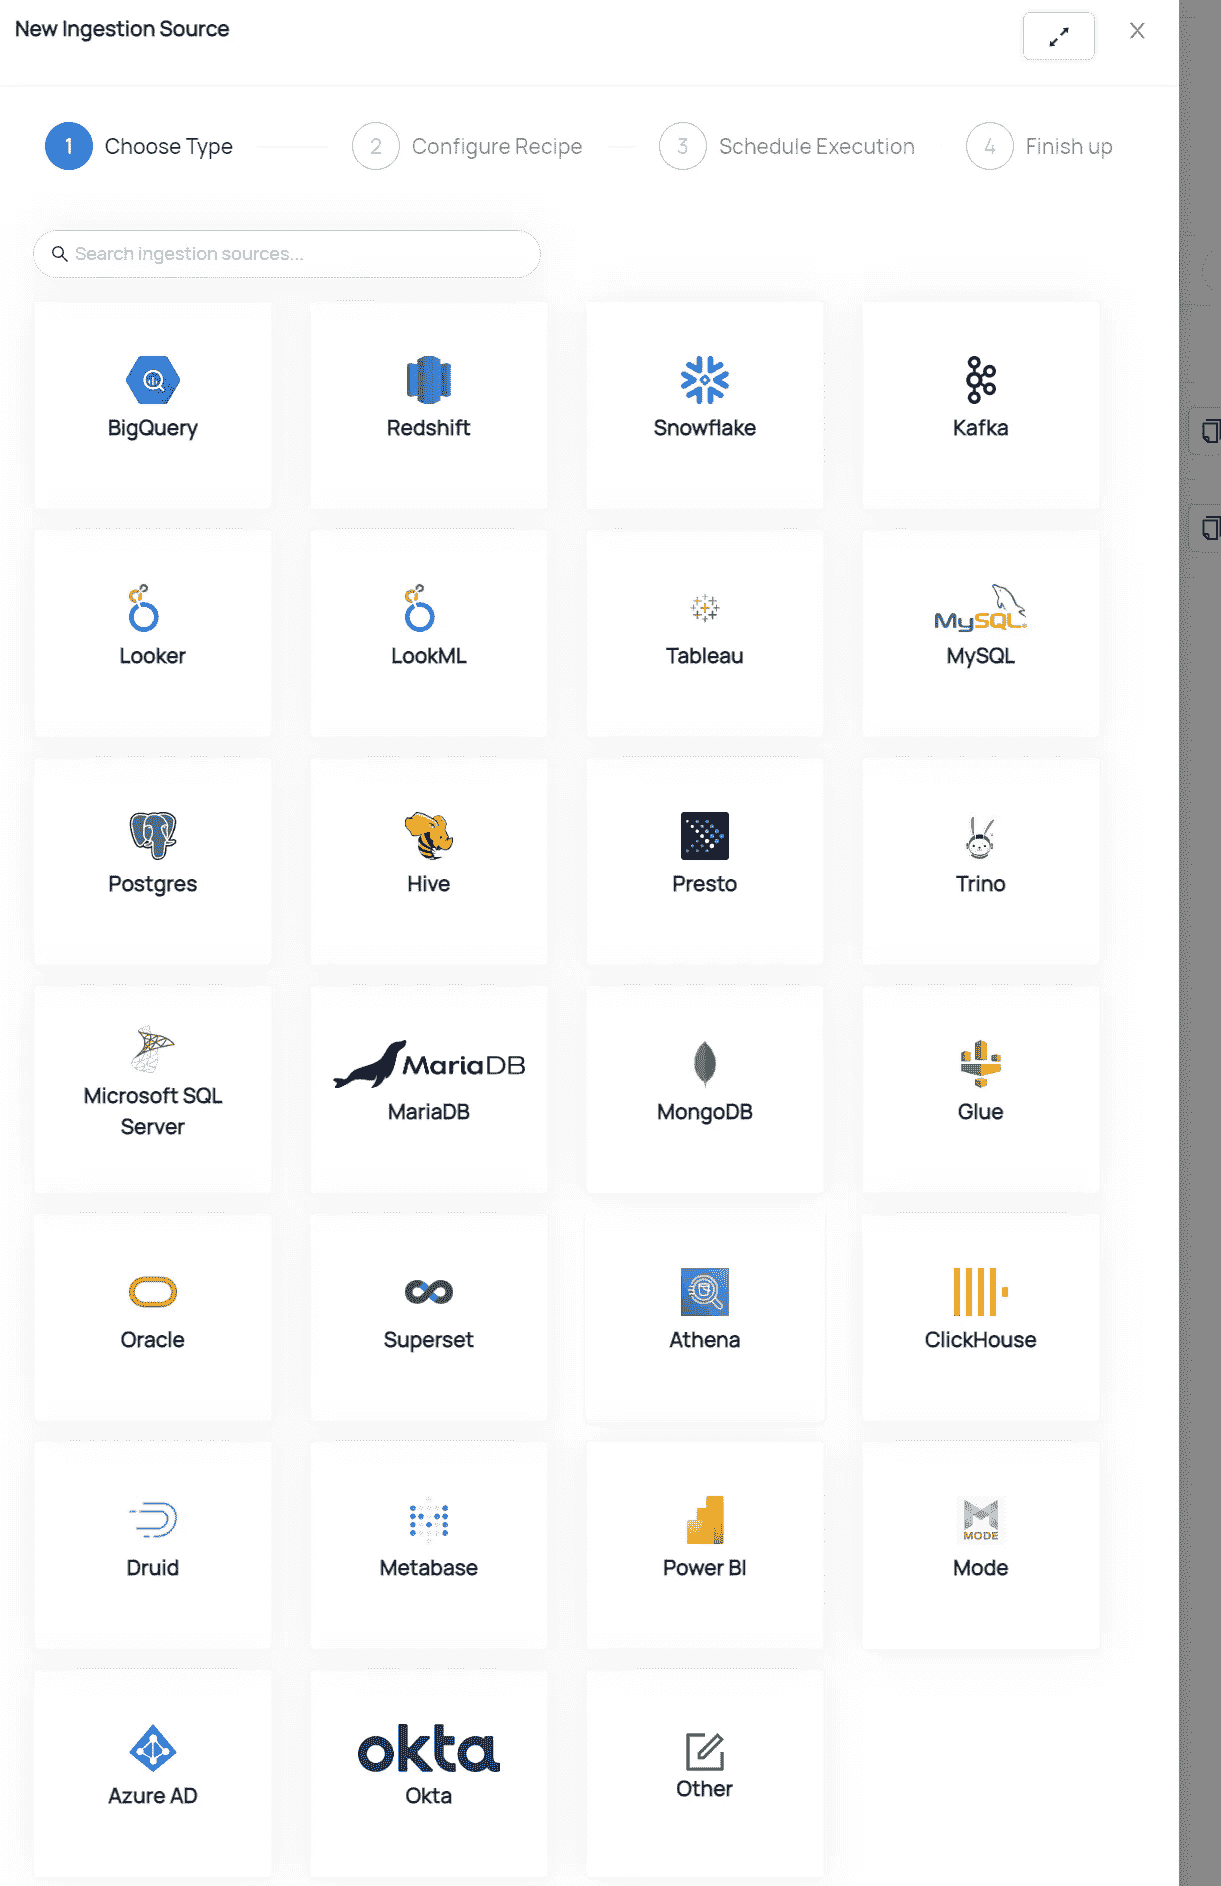 New Ingestion Source
1 Choose Type 2 Configure Recipe 3 Schedule Execution 4 Finish up
Search ingestion sources...
BigQuery Redshift Snowflake Kafka
MySQL
Looker LookML Tableau MySQL
Postgres Hive Presto Trino
MariaDB
Microsoft SQL
Server
MariaDB MongoDB Glue
Oracle Superset Athena ClickHouse
MODE
Druid Metabase Power BI Mode
okta
Azure AD Okta Other